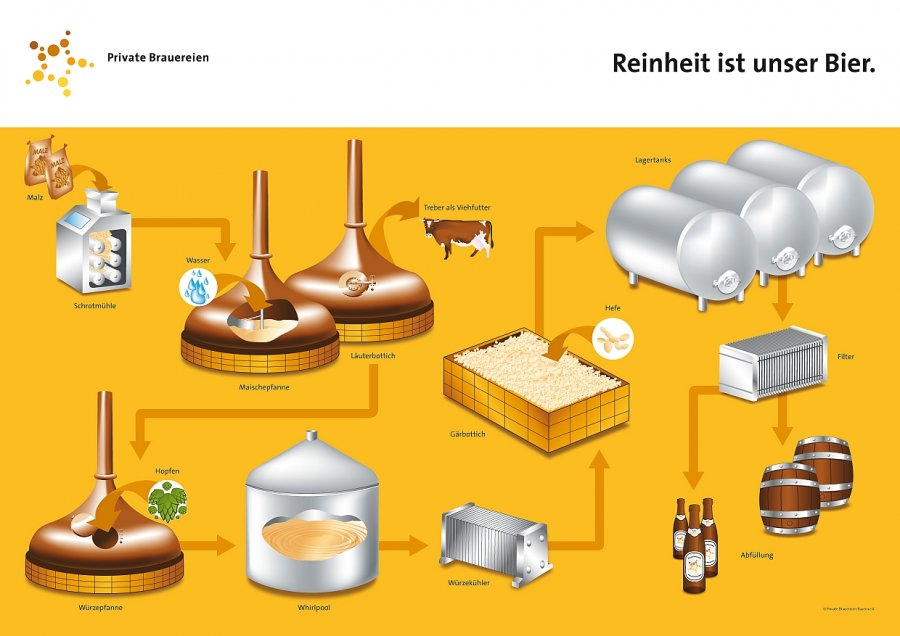 Private Brauereien
Reinheit ist unser Bier.
MALZ
MALZ
Malz
Schrotmühle
Wasser
Maischepfanne
Läuterbottich
Treber als Viehfutter
Lagertanks
Hefe
Gärbottich
Filter
Hopfen
Würzepfanne
Whirlpool
Würzekühler
Abfüllung